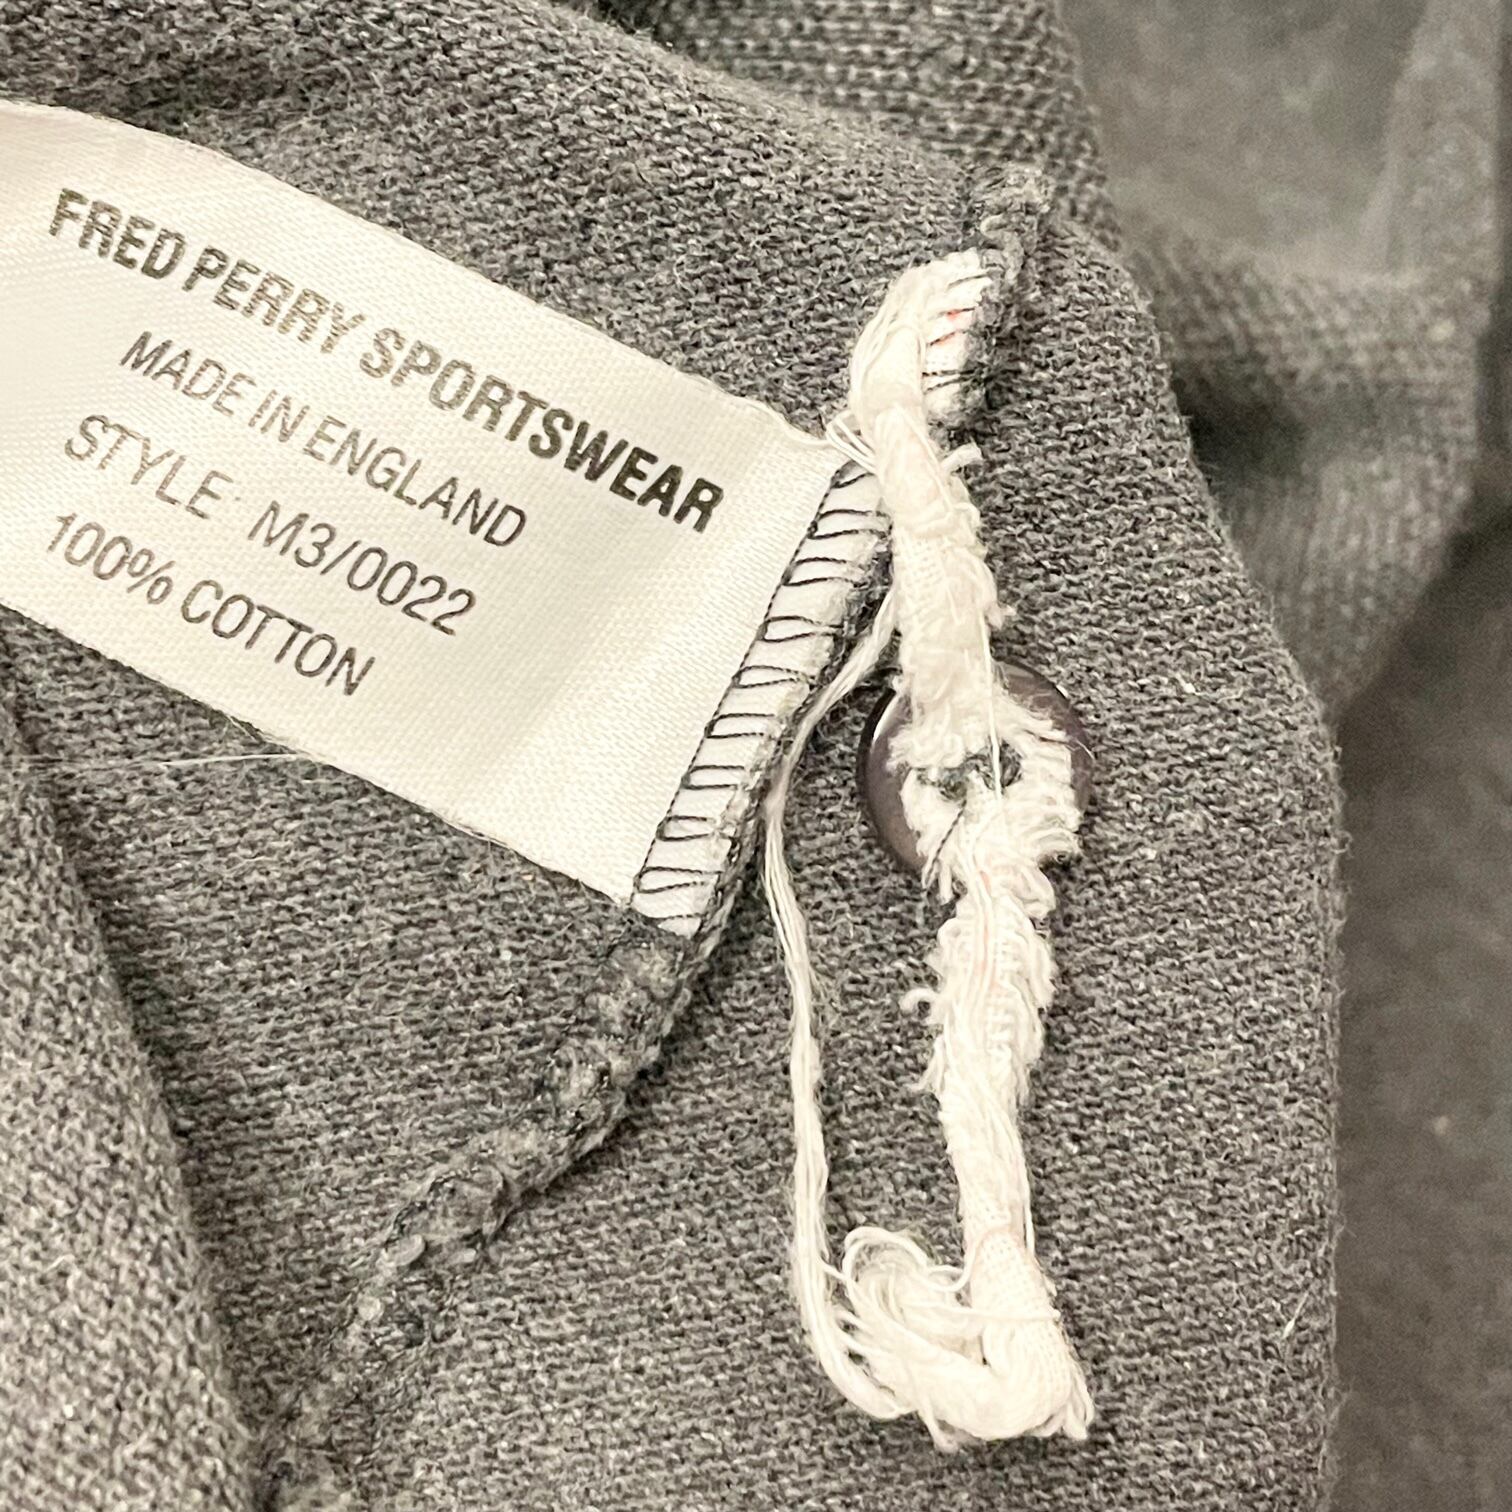 FRED PERRY SPORTSWEAR
MADE IN ENGLAND
STYLE: M3/0022
100% COTTON